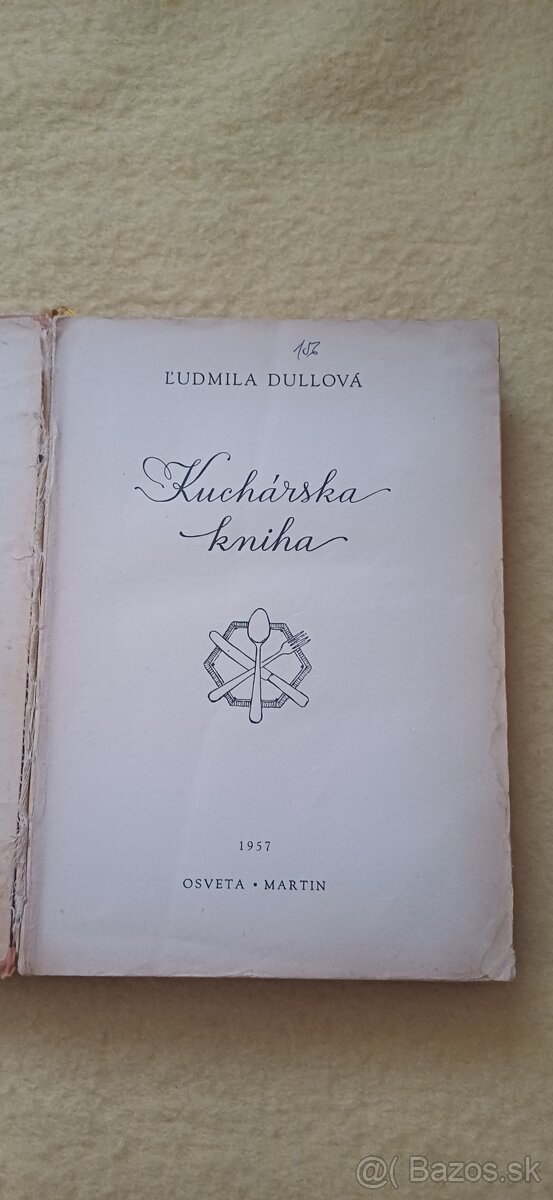 ĽUDMILA DULLOVÁ
Kuchárska
kniha
1957
OSVETA • MARTIN
@( Bazos.sk